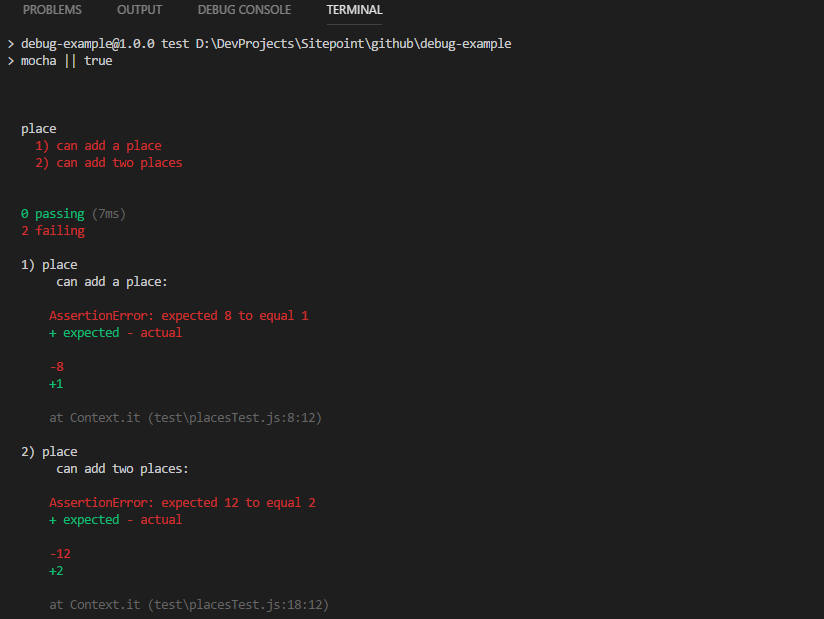 PROBLEMS OUTPUT DEBUG CONSOLE TERMINAL
> debug-example@1.0.0 test D:\DevProjects\Sitepoint\github\debug-example
> mocha || true
place
1) can add a place
2) can add two places
0 passing (7ms)
2 failing
1) place
can add a place:
AssertionError: expected 8 to equal 1
+ expected - actual
-8
+1
at Context.it (test\placesTest.js:8:12)
2) place
can add two places:
AssertionError: expected 12 to equal 2
+ expected - actual
-12
+2
at Context.it (test\placesTest.js:18:12)